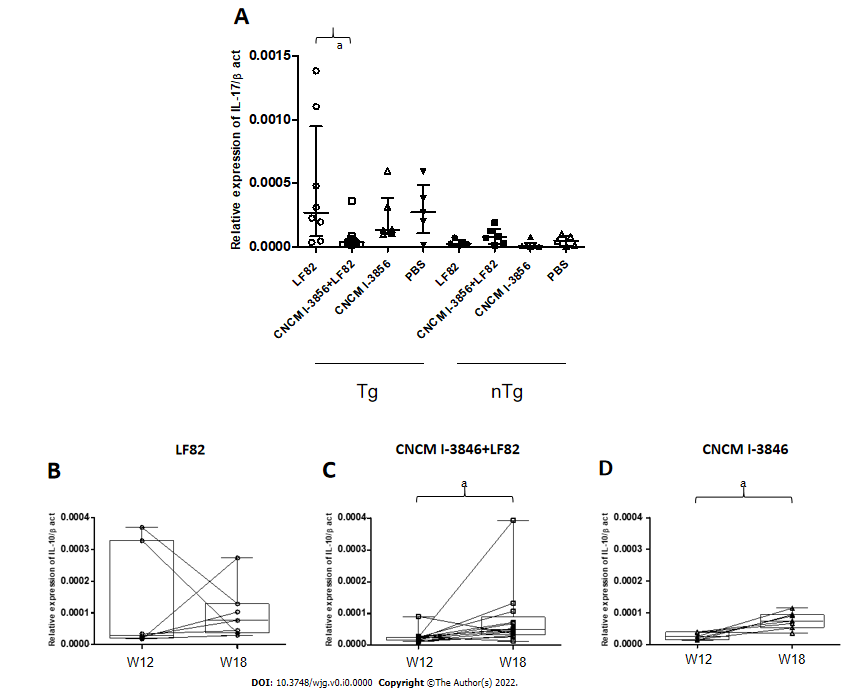 A
a
Relative expression of IL-17/β act
0.0015
0.0010
0.0005
0.0000
LF82
CNCM I-3856+LF82
CNCM I-3856
PBS
LF82
CNCM I-3856+LF82
CNCM I-3856
PBS
Tg
nTg
B
LF82
Relative expression of IL-10/β act
0.0004
0.0003
0.0002
0.0001
0.0000
W12
W18
C
CNCM I-3846+LF82
a
Relative expression of IL-10/β act
0.0004
0.0003
0.0002
0.0001
0.0000
W12
W18
D
CNCM I-3846
a
Relative expression of IL-10/β act
0.0004
0.0003
0.0002
0.0001
0.0000
W12
W18
DOI: 10.3748/wjg.v0.i0.0000 Copyright ©The Author(s) 2022.